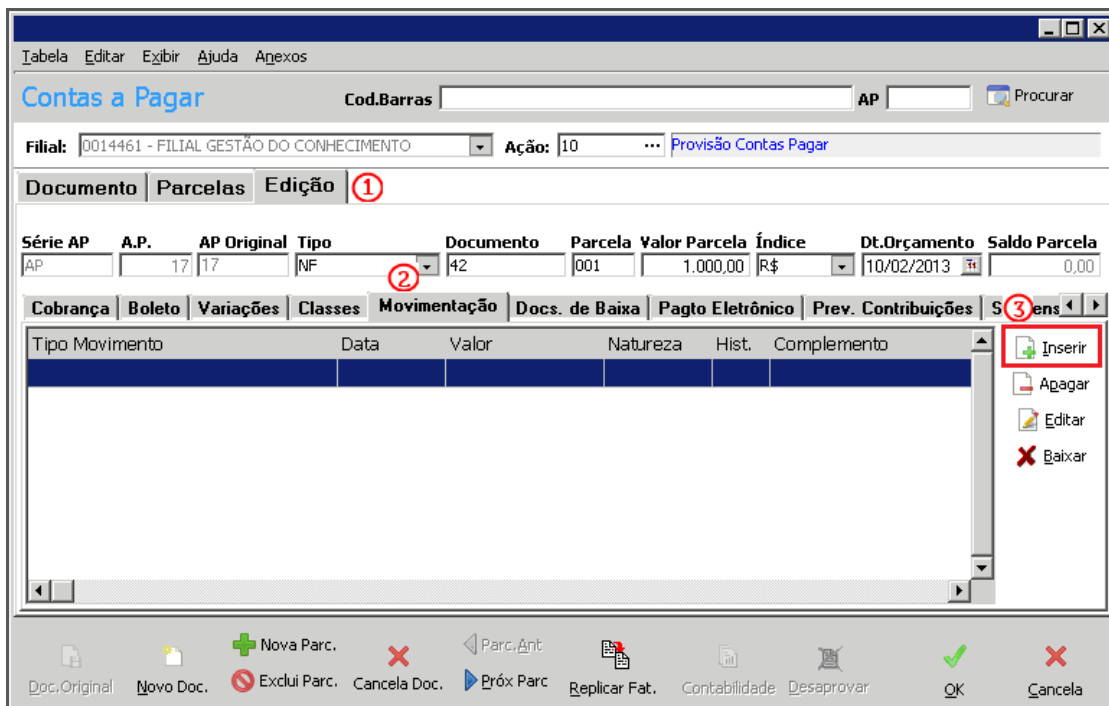 Tabela Editar Exibir Ajuda Anexos
Contas a Pagar Cod.Barras AP Procurar
Filial: 0014461 - FILIAL GESTÃO DO CONHECIMENTO Ação: 10 ... Provisão Contas Pagar
Documento Parcelas Edição 1
Série AP A.P. AP Original Tipo Documento Parcela Valor Parcela Índice Dt.Orçamento Saldo Parcela
AP 17 17 NF 42 001 1.000,00 R$ 10/02/2013 0,00
2
Cobrança Boleto Variações Classes Movimentação Docs. de Baixa Pagto Eletrônico Prev. Contribuições 3
Tipo Movimento Data Valor Natureza Hist. Complemento
Inserir
Apagar
Editar
Baixar
Nova Parc. Parc.Ant
Doc.Original Novo Doc. Exclui Parc. Cancela Doc. Próx Parc Replicar Fat. Contabilidade Desaprovar OK Cancela